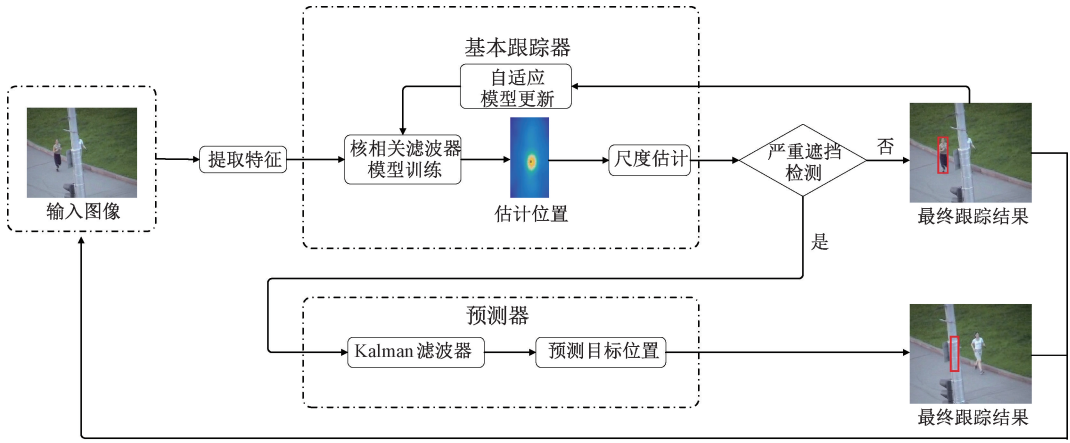 基本跟踪器
自适应
模型更新
提取特征
核相关滤波器
模型训练
估计位置
尺度估计
严重遮挡
检测
否
是
输入图像
最终跟踪结果
预测器
Kalman 滤波器
预测目标位置
最终跟踪结果